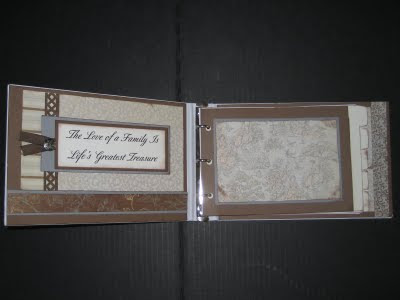 The Love of a Family Is
Life's Greatest Treasure